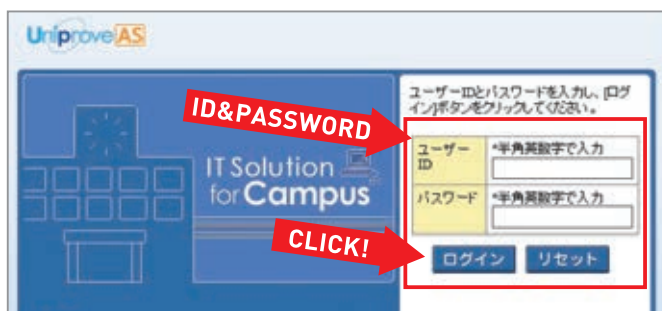 Uniprove AS
ユーザーIDとパスワードを入力し、[ログ
イン]ボタンをクリックしてください。
ID&PASSWORD
ユーザー
ID
*半角英数字で入力
IT Solution
for Campus
パスワード
*半角英数字で入力
CLICK!
ログイン
リセット